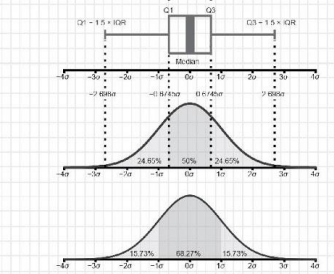 Q1 Q3
Q1 − 1.5 × IQR Q3 − 1.5 × IQR
Median
−4σ −3σ −2σ −1σ 0σ 1σ 2σ 3σ 4σ
−2.698σ −0.6745σ 0.6745σ 2.698σ
24.65% 50% 24.65%
−4σ −3σ −2σ −1σ 0σ 1σ 2σ 3σ 4σ
15.73% 68.27% 15.73%
−4σ −3σ −2σ −1σ 0σ 1σ 2σ 3σ 4σ